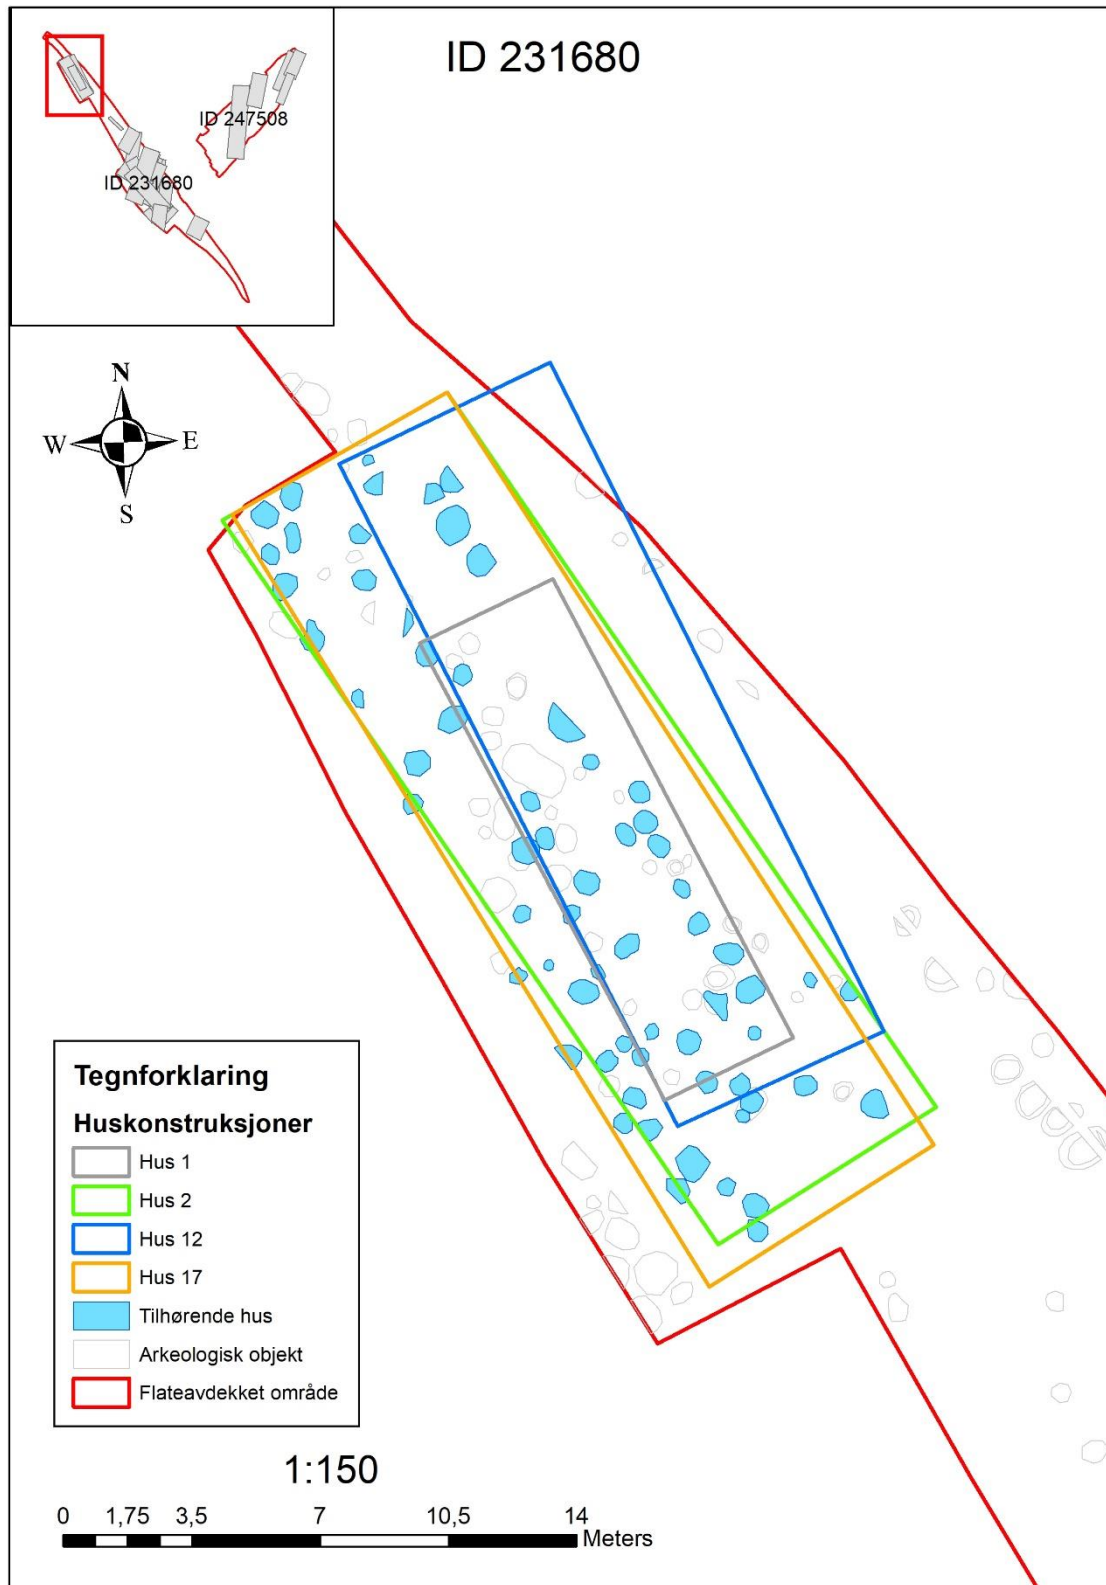 ID 231680
ID 247508
ID 231680
N
W E
S
Tegnforklaring
Huskonstruksjoner
Hus 1
Hus 2
Hus 12
Hus 17
Tilhørende hus
Arkeologisk objekt
Flateavdekket område
1:150
0 1,75 3,5 7 10,5 14
Meters